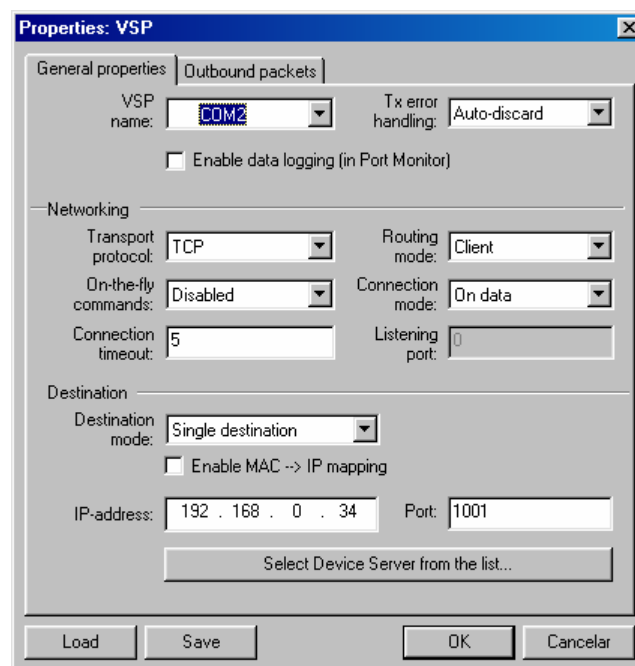 Properties: VSP
General properties
Outbound packets
VSP name:
COM2
Tx error handling:
Auto-discard
Enable data logging (in Port Monitor)
Networking
Transport protocol:
TCP
Routing mode:
Client
On-the-fly commands:
Disabled
Connection mode:
On data
Connection timeout:
5
Listening port:
0
Destination
Destination mode:
Single destination
Enable MAC --> IP mapping
IP-address:
192 . 168 . 0 . 34
Port:
1001
Select Device Server from the list...
Load
Save
OK
Cancelar